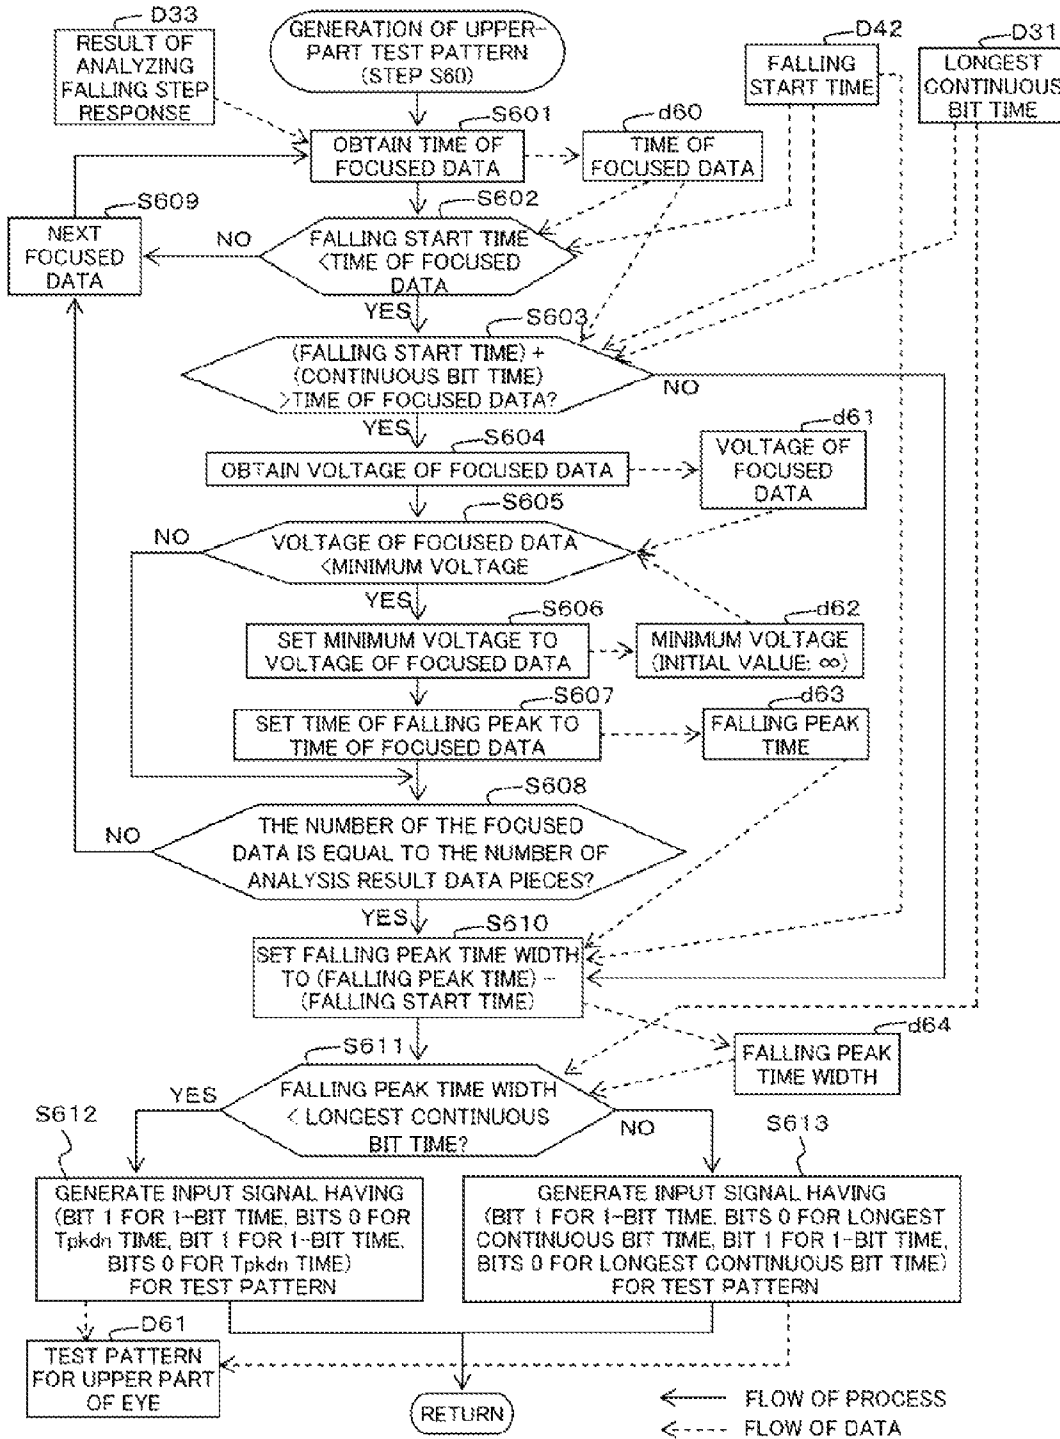 D33
RESULT OF
ANALYZING
FALLING STEP
RESPONSE
GENERATION OF UPPER-
PART TEST PATTERN
(STEP S60)
D42
FALLING
START TIME
D31
LONGEST
CONTINUOUS
BIT TIME
S601
OBTAIN TIME OF
FOCUSED DATA
d60
TIME OF
FOCUSED DATA
S609
NEXT
FOCUSED
DATA
NO
S602
FALLING START TIME
<TIME OF FOCUSED
DATA
YES
S603
(FALLING START TIME) +
(CONTINUOUS BIT TIME)
>TIME OF FOCUSED DATA?
NO
YES
S604
OBTAIN VOLTAGE OF FOCUSED DATA
d61
VOLTAGE OF
FOCUSED
DATA
S605
NO
VOLTAGE OF FOCUSED DATA
<MINIMUM VOLTAGE
YES
S606
SET MINIMUM VOLTAGE TO
VOLTAGE OF FOCUSED DATA
d62
MINIMUM VOLTAGE
(INITIAL VALUE: ∞)
S607
SET TIME OF FALLING PEAK TO
TIME OF FOCUSED DATA
d63
FALLING PEAK
TIME
S608
NO
THE NUMBER OF THE FOCUSED
DATA IS EQUAL TO THE NUMBER OF
ANALYSIS RESULT DATA PIECES?
YES
S610
SET FALLING PEAK TIME WIDTH
TO (FALLING PEAK TIME) −
(FALLING START TIME)
d64
FALLING PEAK
TIME WIDTH
S611
YES
FALLING PEAK TIME WIDTH
< LONGEST CONTINUOUS
BIT TIME?
NO
S612
GENERATE INPUT SIGNAL HAVING
(BIT 1 FOR 1-BIT TIME, BITS 0 FOR
Tpkdn TIME, BIT 1 FOR 1-BIT TIME,
BITS 0 FOR Tpkdn TIME)
FOR TEST PATTERN
S613
GENERATE INPUT SIGNAL HAVING
(BIT 1 FOR 1-BIT TIME, BITS 0 FOR LONGEST
CONTINUOUS BIT TIME, BIT 1 FOR 1-BIT TIME,
BITS 0 FOR LONGEST CONTINUOUS BIT TIME)
FOR TEST PATTERN
D61
TEST PATTERN
FOR UPPER PART
OF EYE
RETURN
FLOW OF PROCESS
FLOW OF DATA